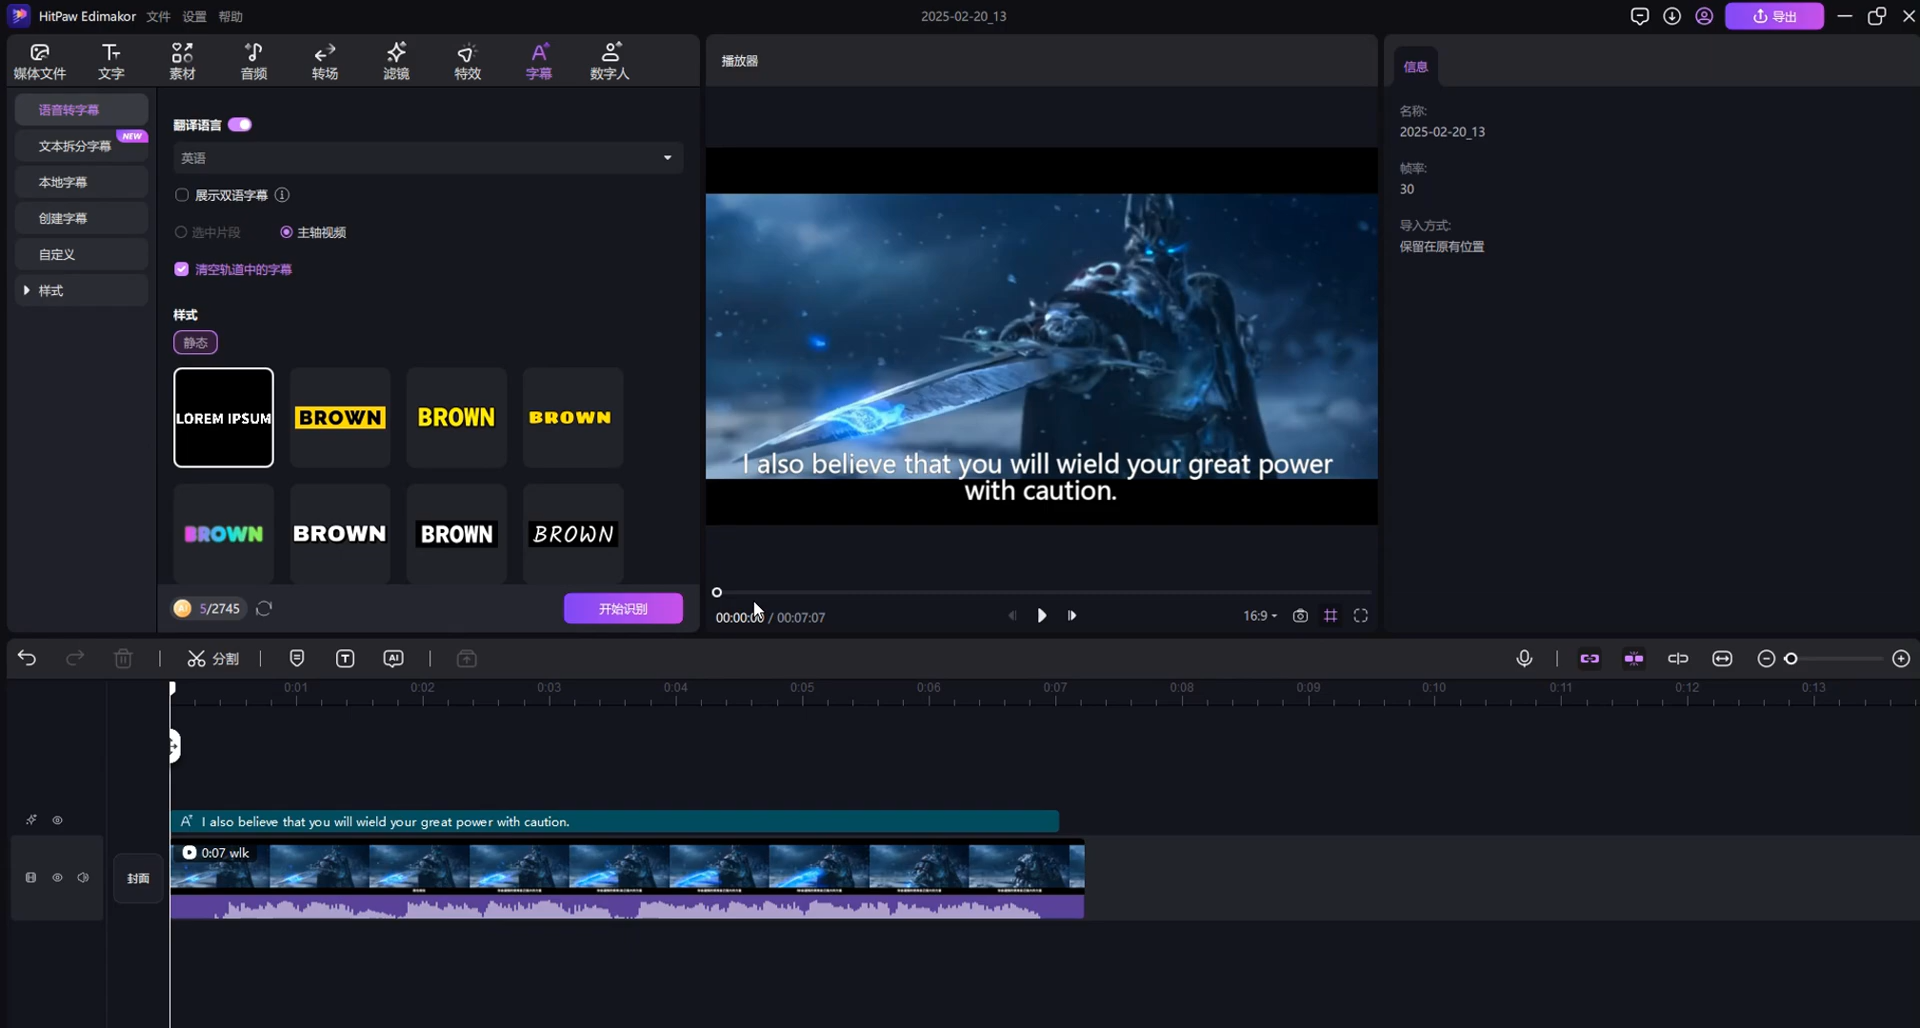 HitPaw Edimakor 文件 设置 帮助
2025-02-20_13
导出
媒体文件 文字 素材 音频 转场 滤镜 特效 字幕 数字人
语音转字幕
文本拆分字幕 NEW
本地字幕
创建字幕
自定义
样式
翻译语言
英语
展示双语字幕
选中片段 主轴视频
清空轨道中的字幕
样式
静态
LOREM IPSUM BROWN BROWN BROWN
BROWN BROWN BROWN BROWN
AI 5/2745
开始识别
播放器
I also believe that you will wield your great power
with caution.
00:00:00 / 00:07:07
16:9
信息
名称:
2025-02-20_13
帧率:
30
导入方式:
保留在原有位置
分割
T
AI
0:01 0:02 0:03 0:04 0:05 0:06 0:07 0:08 0:09 0:10 0:11 0:12 0:13
I also believe that you will wield your great power with caution.
0:07 wlk
封面